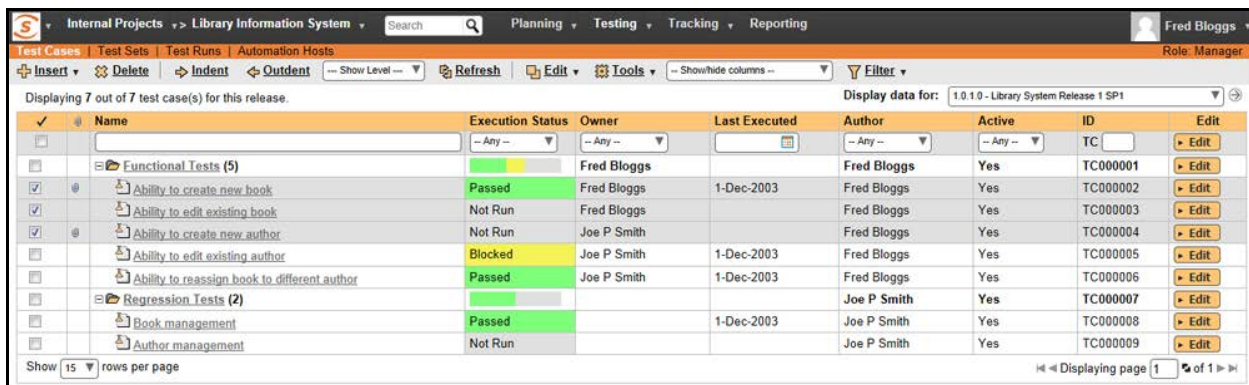 S Internal Projects > Library Information System Search Planning Testing Tracking Reporting Fred Bloggs
Test Cases | Test Sets | Test Runs | Automation Hosts Role: Manager
Insert Delete Indent Outdent --- Show Level --- Refresh Edit Tools -- Show/hide columns -- Filter
Displaying 7 out of 7 test case(s) for this release. Display data for: 1.0.1.0 - Library System Release 1 SP1
Name Execution Status Owner Last Executed Author Active ID Edit
-- Any -- -- Any -- -- Any -- -- Any -- TC Edit
Functional Tests (5) Fred Bloggs Fred Bloggs Yes TC000001 Edit
Ability to create new book Passed Fred Bloggs 1-Dec-2003 Fred Bloggs Yes TC000002 Edit
Ability to edit existing book Not Run Fred Bloggs Fred Bloggs Yes TC000003 Edit
Ability to create new author Not Run Joe P Smith Fred Bloggs Yes TC000004 Edit
Ability to edit existing author Blocked Joe P Smith 1-Dec-2003 Fred Bloggs Yes TC000005 Edit
Ability to reassign book to different author Passed Joe P Smith 1-Dec-2003 Fred Bloggs Yes TC000006 Edit
Regression Tests (2) Joe P Smith Yes TC000007 Edit
Book management Passed 1-Dec-2003 Joe P Smith Yes TC000008 Edit
Author management Not Run Joe P Smith Yes TC000009 Edit
Show 15 rows per page Displaying page 1 of 1